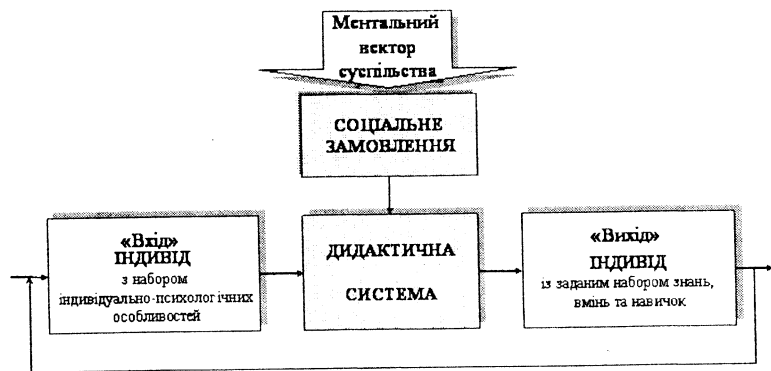 Ментальний
вектор
суспільства
СОЦІАЛЬНЕ
ЗАМОВЛЕННЯ
«Вхід»
ІНДИВІД
з набором
індивідуально-психологічних
особливостей
ДИДАКТИЧНА
СИСТЕМА
«Вихід»
ІНДИВІД
із заданим набором знань,
вмінь та навичок